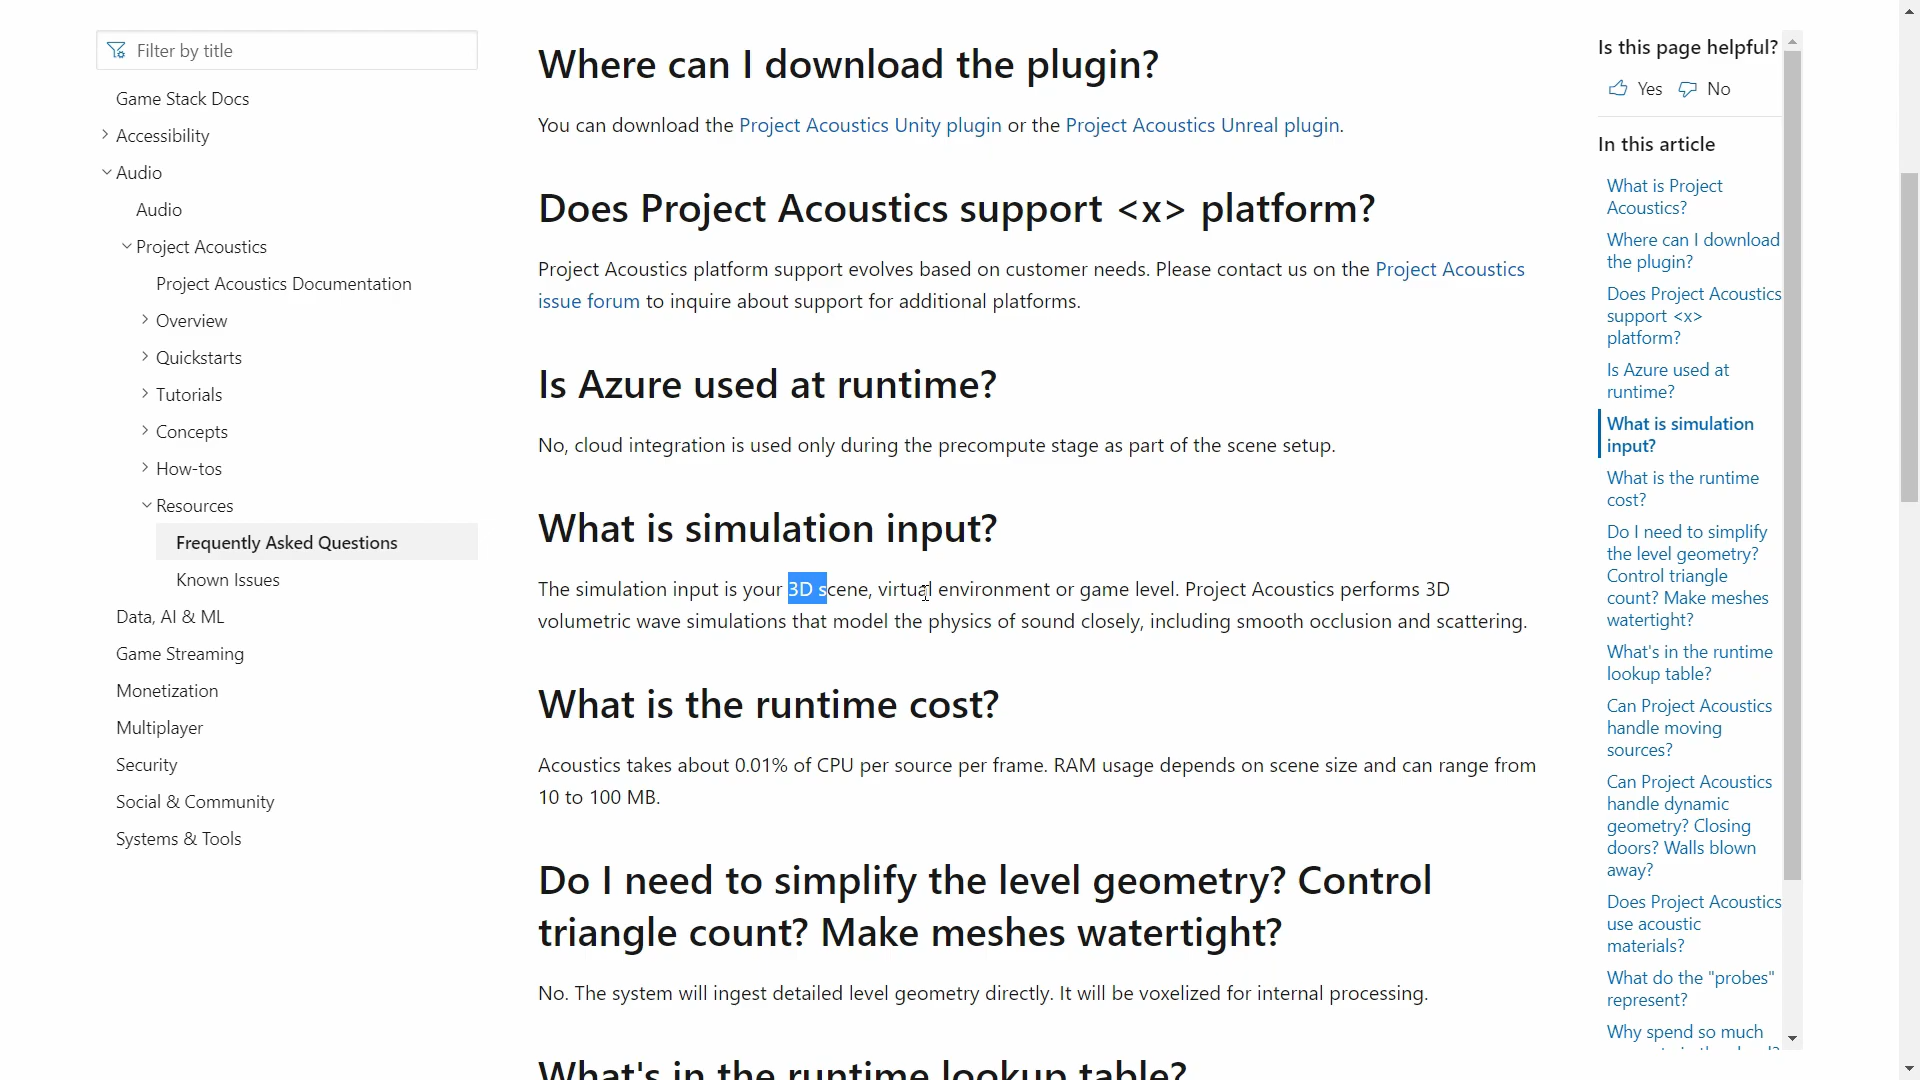 Filter by title
Game Stack Docs
Accessibility
Audio
Audio
Project Acoustics
Project Acoustics Documentation
Overview
Quickstarts
Tutorials
Concepts
How-tos
Resources
Frequently Asked Questions
Known Issues
Data, AI & ML
Game Streaming
Monetization
Multiplayer
Security
Social & Community
Systems & Tools
Where can I download the plugin?
You can download the Project Acoustics Unity plugin or the Project Acoustics Unreal plugin.
Does Project Acoustics support <x> platform?
Project Acoustics platform support evolves based on customer needs. Please contact us on the Project Acoustics
issue forum to inquire about support for additional platforms.
Is Azure used at runtime?
No, cloud integration is used only during the precompute stage as part of the scene setup.
What is simulation input?
The simulation input is your 3D scene, virtual environment or game level. Project Acoustics performs 3D
volumetric wave simulations that model the physics of sound closely, including smooth occlusion and scattering.
What is the runtime cost?
Acoustics takes about 0.01% of CPU per source per frame. RAM usage depends on scene size and can range from
10 to 100 MB.
Do I need to simplify the level geometry? Control
triangle count? Make meshes watertight?
No. The system will ingest detailed level geometry directly. It will be voxelized for internal processing.
What's in the runtime lookup table?
Is this page helpful?
Yes No
In this article
What is Project
Acoustics?
Where can I download
the plugin?
Does Project Acoustics
support <x>
platform?
Is Azure used at
runtime?
What is simulation
input?
What is the runtime
cost?
Do I need to simplify
the level geometry?
Control triangle
count? Make meshes
watertight?
What's in the runtime
lookup table?
Can Project Acoustics
handle moving
sources?
Can Project Acoustics
handle dynamic
geometry? Closing
doors? Walls blown
away?
Does Project Acoustics
use acoustic
materials?
What do the "probes"
represent?
Why spend so much